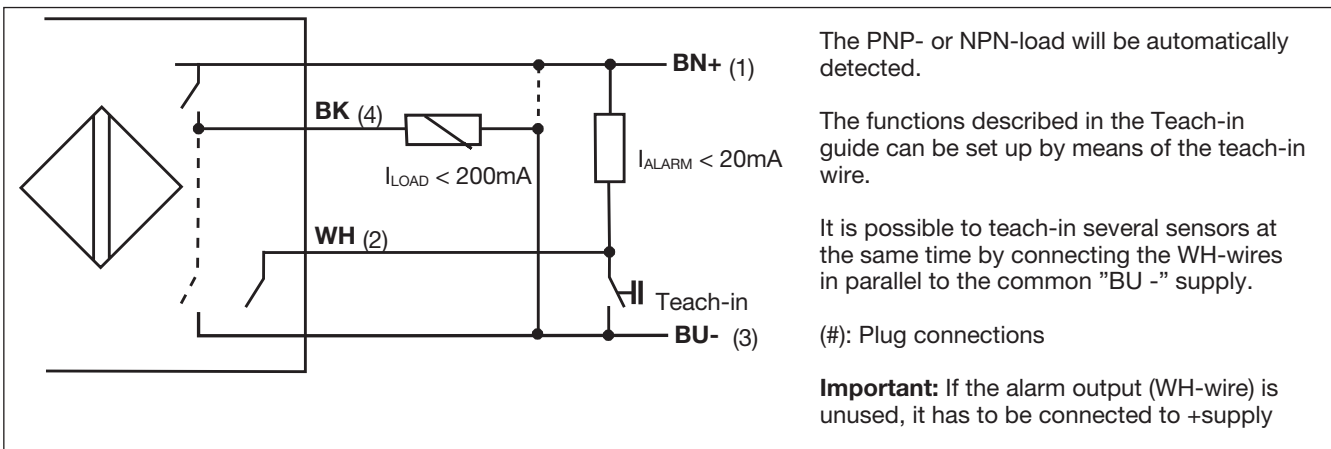 BN+ (1)
BK (4)
I_LOAD < 200mA
I_ALARM < 20mA
WH (2)
Teach-in
BU- (3)
The PNP- or NPN-load will be automatically
detected.
The functions described in the Teach-in
guide can be set up by means of the teach-in
wire.
It is possible to teach-in several sensors at
the same time by connecting the WH-wires
in parallel to the common ”BU -” supply.
(#): Plug connections
Important: If the alarm output (WH-wire) is
unused, it has to be connected to +supply